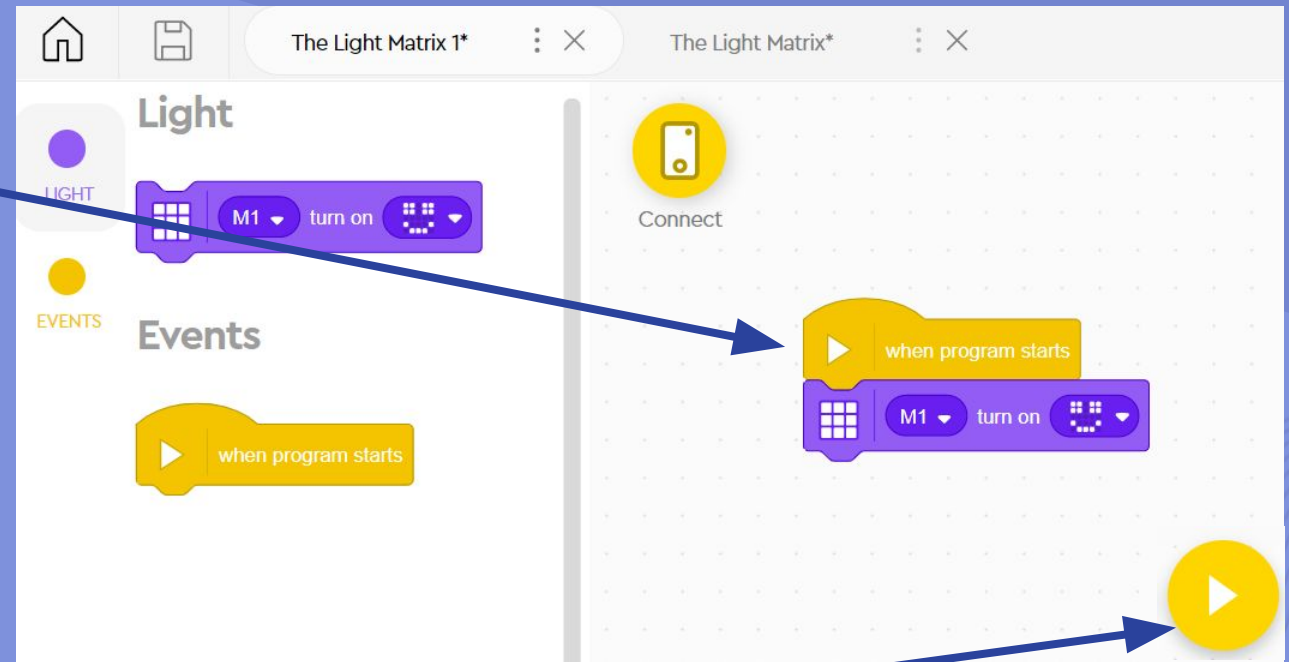 The Light Matrix 1*
The Light Matrix*
Light
LIGHT
M1 turn on
Connect
EVENTS
Events
when program starts
M1 turn on
when program starts